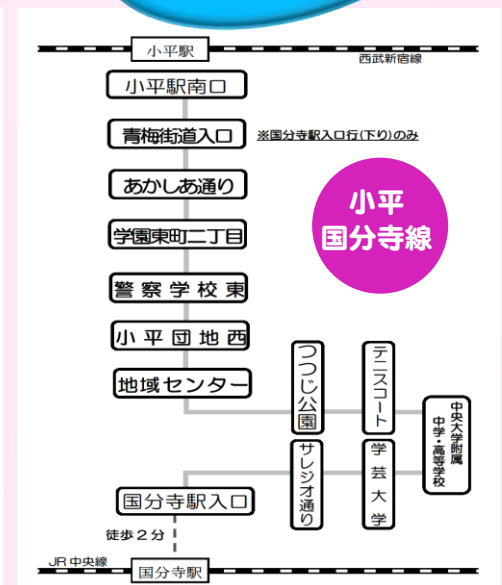 小平駅
西武新宿線
小平駅南口
青梅街道入口
※国分寺駅入口行(下り)のみ
あかしあ通り
小平
国分寺線
学園東町二丁目
警察学校東
小平団地西
地域センター
つつじ公園
テニスコート
中央大学附属
中学・高等学校
学芸大学
サレジオ通り
国分寺駅入口
徒歩2分
JR中央線
国分寺駅